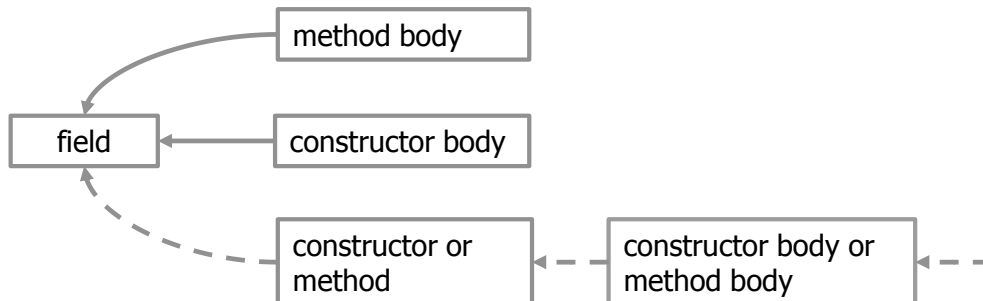 method body
field
constructor body
constructor or
method
constructor body or
method body